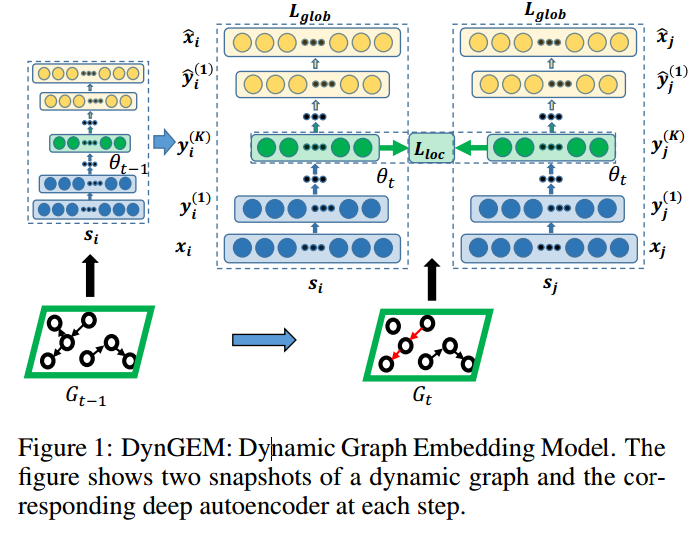 L_glob L_glob
x̂_i x̂_j
ŷ_i^(1) ŷ_j^(1)
y_i^(K) L_loc y_j^(K)
θ_{t−1} θ_t θ_t
y_i^(1) y_j^(1)
x_i x_j
s_i s_i s_j
G_{t−1} G_t
Figure 1: DynGEM: Dynamic Graph Embedding Model. The
figure shows two snapshots of a dynamic graph and the cor-
responding deep autoencoder at each step.